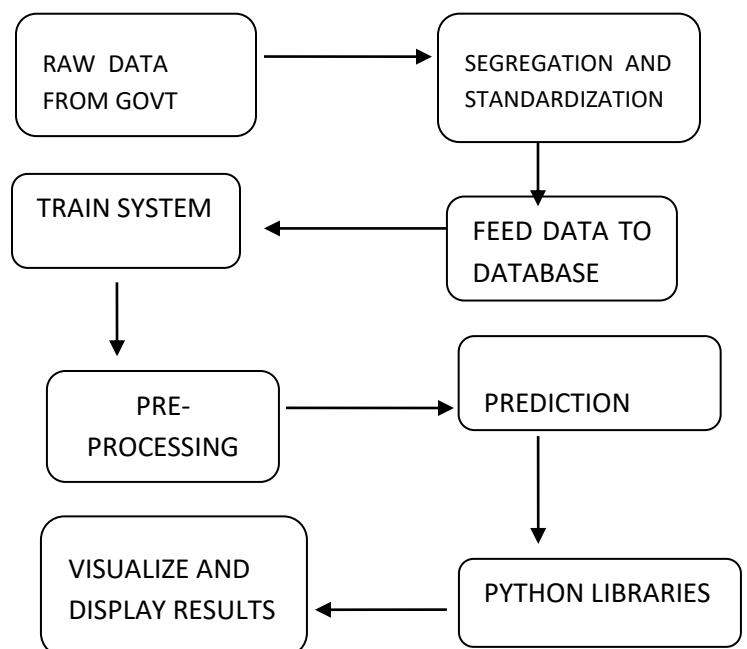 RAW DATA
FROM GOVT
SEGREGATION AND
STANDARDIZATION
TRAIN SYSTEM
FEED DATA TO
DATABASE
PRE-
PROCESSING
PREDICTION
VISUALIZE AND
DISPLAY RESULTS
PYTHON LIBRARIES